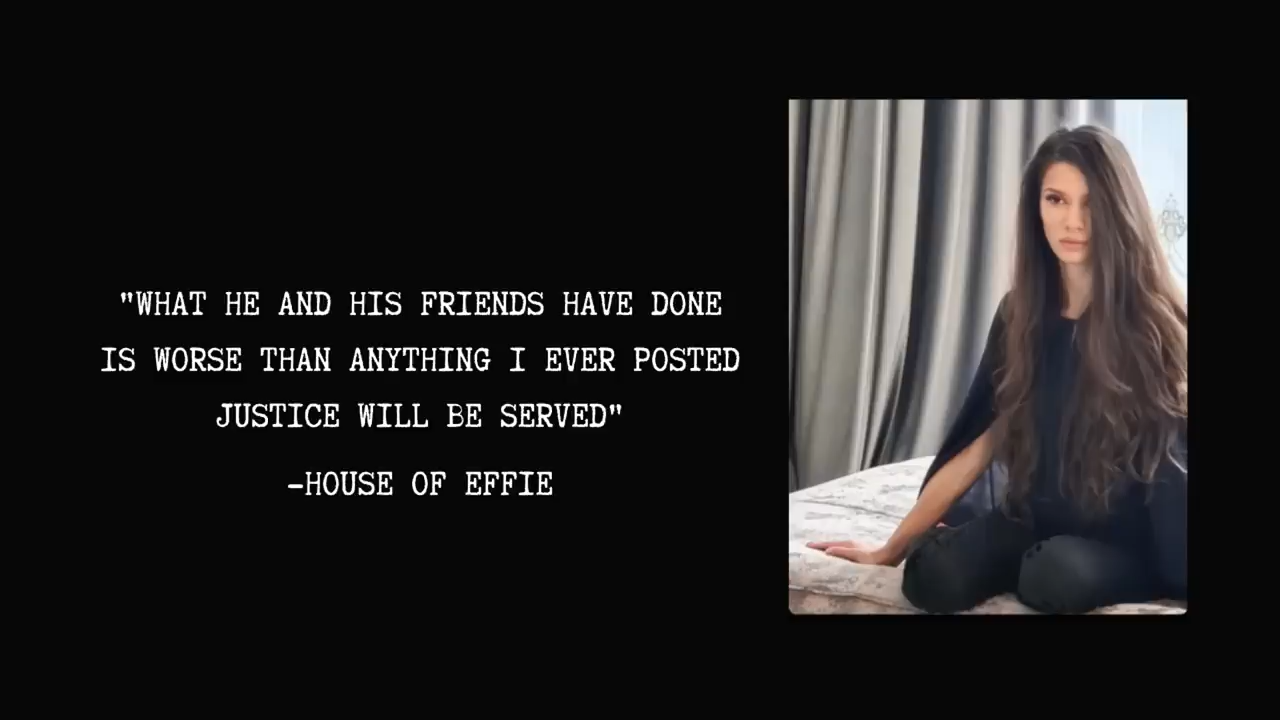 "WHAT HE AND HIS FRIENDS HAVE DONE
IS WORSE THAN ANYTHING I EVER POSTED
JUSTICE WILL BE SERVED"
-HOUSE OF EFFIE